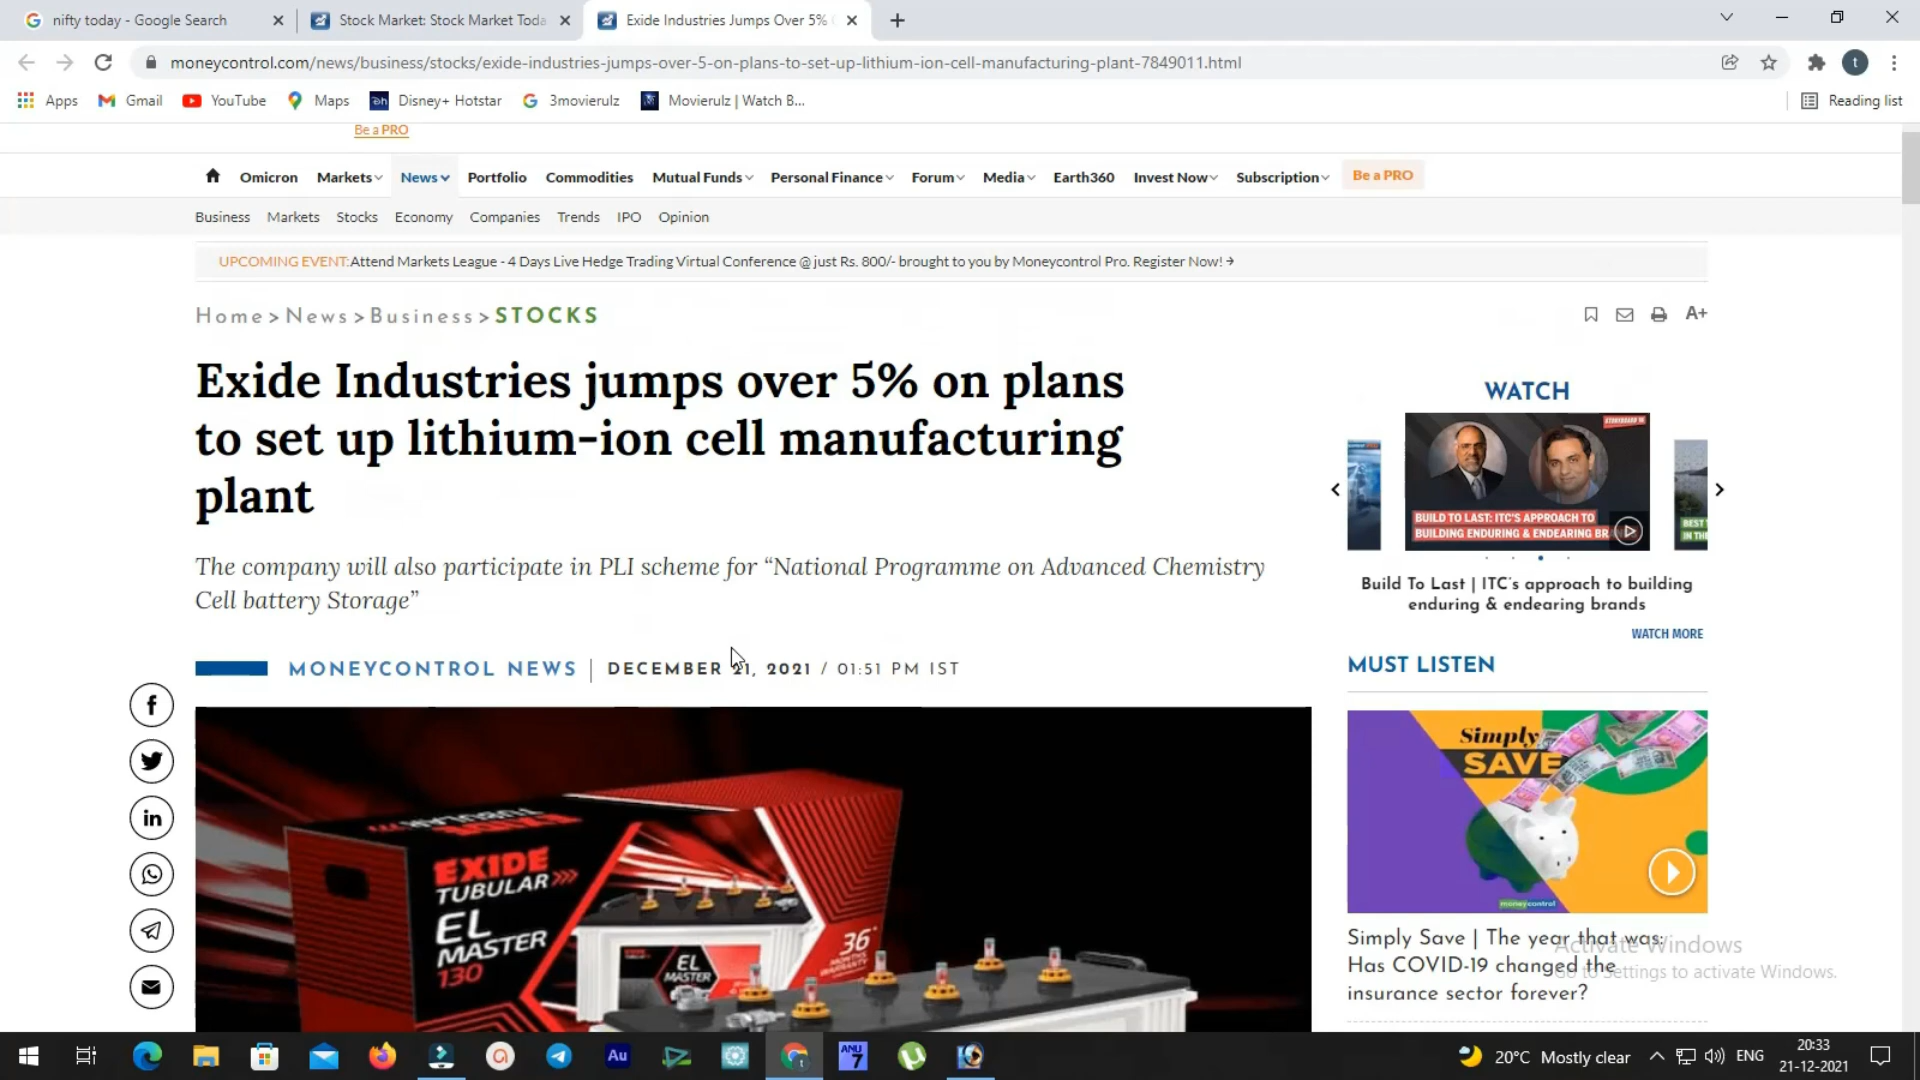 nifty today - Google Search
Stock Market: Stock Market Toda
Exide Industries Jumps Over 5%
moneycontrol.com/news/business/stocks/exide-industries-jumps-over-5-on-plans-to-set-up-lithium-ion-cell-manufacturing-plant-7849011.html
t
Apps
Gmail
YouTube
Maps
Disney+ Hotstar
3movierulz
Movierulz | Watch B...
Reading list
Be a PRO
Omicron
Markets
News
Portfolio
Commodities
Mutual Funds
Personal Finance
Forum
Media
Earth360
Invest Now
Subscription
Be a PRO
Business
Markets
Stocks
Economy
Companies
Trends
IPO
Opinion
UPCOMING EVENT:Attend Markets League - 4 Days Live Hedge Trading Virtual Conference @ just Rs. 800/- brought to you by Moneycontrol Pro. Register Now!
Home > News > Business > STOCKS
A+
Exide Industries jumps over 5% on plans
to set up lithium-ion cell manufacturing
plant
The company will also participate in PLI scheme for “National Programme on Advanced Chemistry
Cell battery Storage”
MONEYCONTROL NEWS | DECEMBER 21, 2021 / 01:51 PM IST
EXIDE
TUBULAR
EL
MASTER
130
36
MONTHS
WARRANTY
EL
MASTER
WATCH
BUILD TO LAST: ITC'S APPROACH TO
BUILDING ENDURING & ENDEARING BR
BEST
IN TH
Build To Last | ITC's approach to building
enduring & endearing brands
WATCH MORE
MUST LISTEN
Simply
SAVE
moneycontrol
Simply Save | The year that was:
Has COVID-19 changed the
insurance sector forever?
Activate Windows
Go to Settings to activate Windows.
Au
ANU
7
20°C Mostly clear
ENG
20:33
21-12-2021